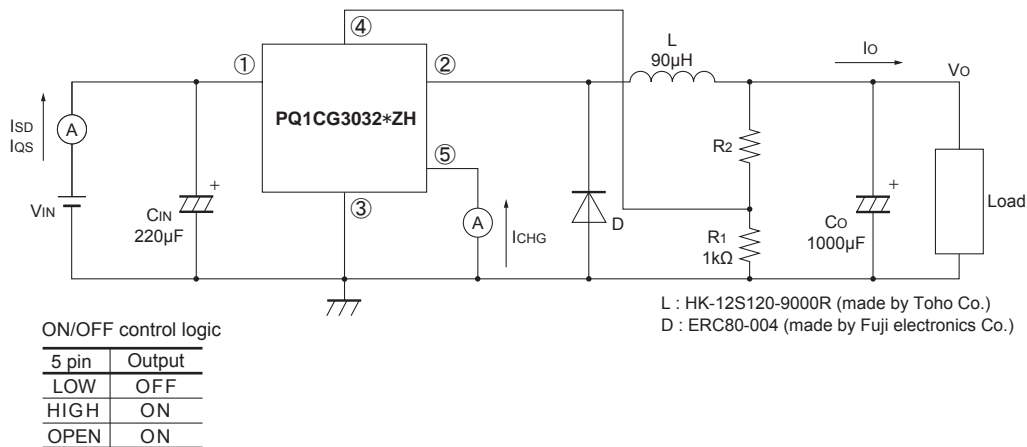 ④
L
90µH
IO
VO
①
②
PQ1CG3032*ZH
ISD
IQS
A
R2
⑤
VIN
+
CIN
220µF
③
A
ICHG
D
R1
1kΩ
+
CO
1000µF
Load
L : HK-12S120-9000R (made by Toho Co.)
D : ERC80-004 (made by Fuji electronics Co.)
ON/OFF control logic
5 pin Output
LOW OFF
HIGH ON
OPEN ON